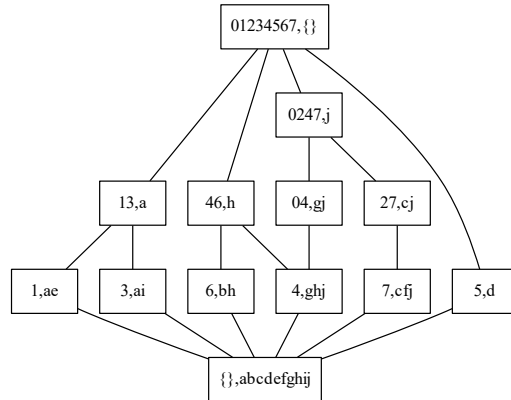 01234567,{}
0247,j
13,a
46,h
04,gj
27,cj
1,ae
3,ai
6,bh
4,ghj
7,cfj
5,d
{},abcdefghij